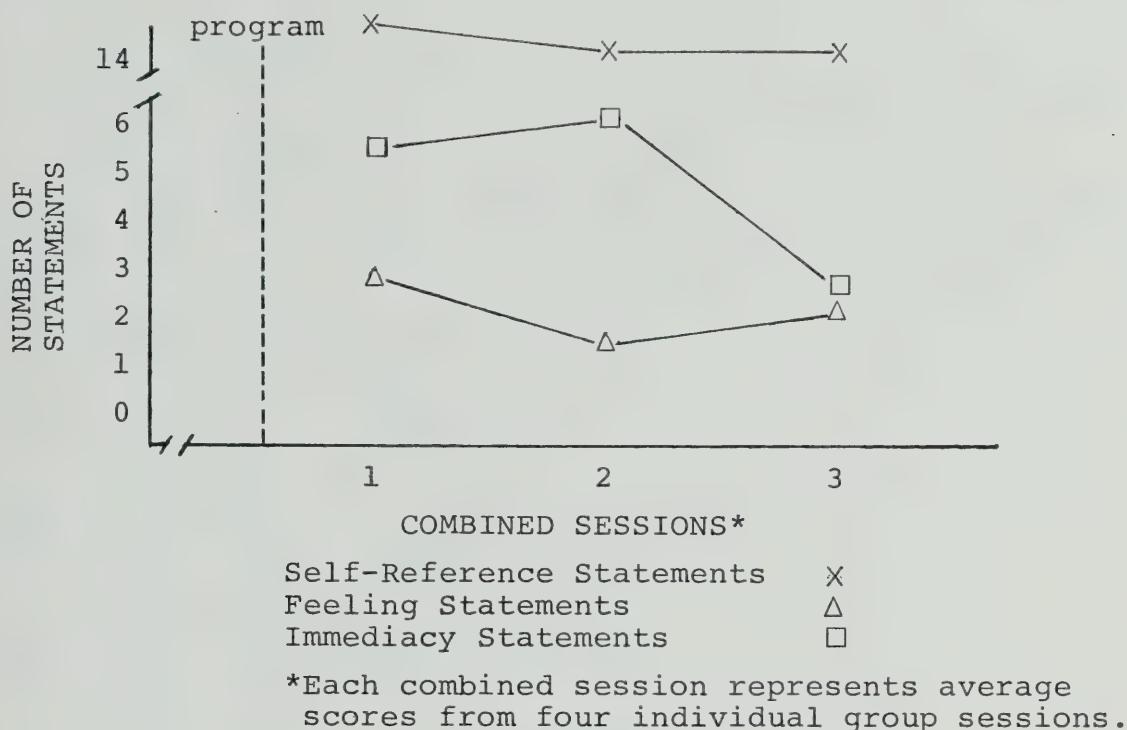 program
14
6
5
4
3
2
1
0
NUMBER OF
STATEMENTS
1 2 3
COMBINED SESSIONS*
Self-Reference Statements X
Feeling Statements △
Immediacy Statements □
*Each combined session represents average
scores from four individual group sessions.